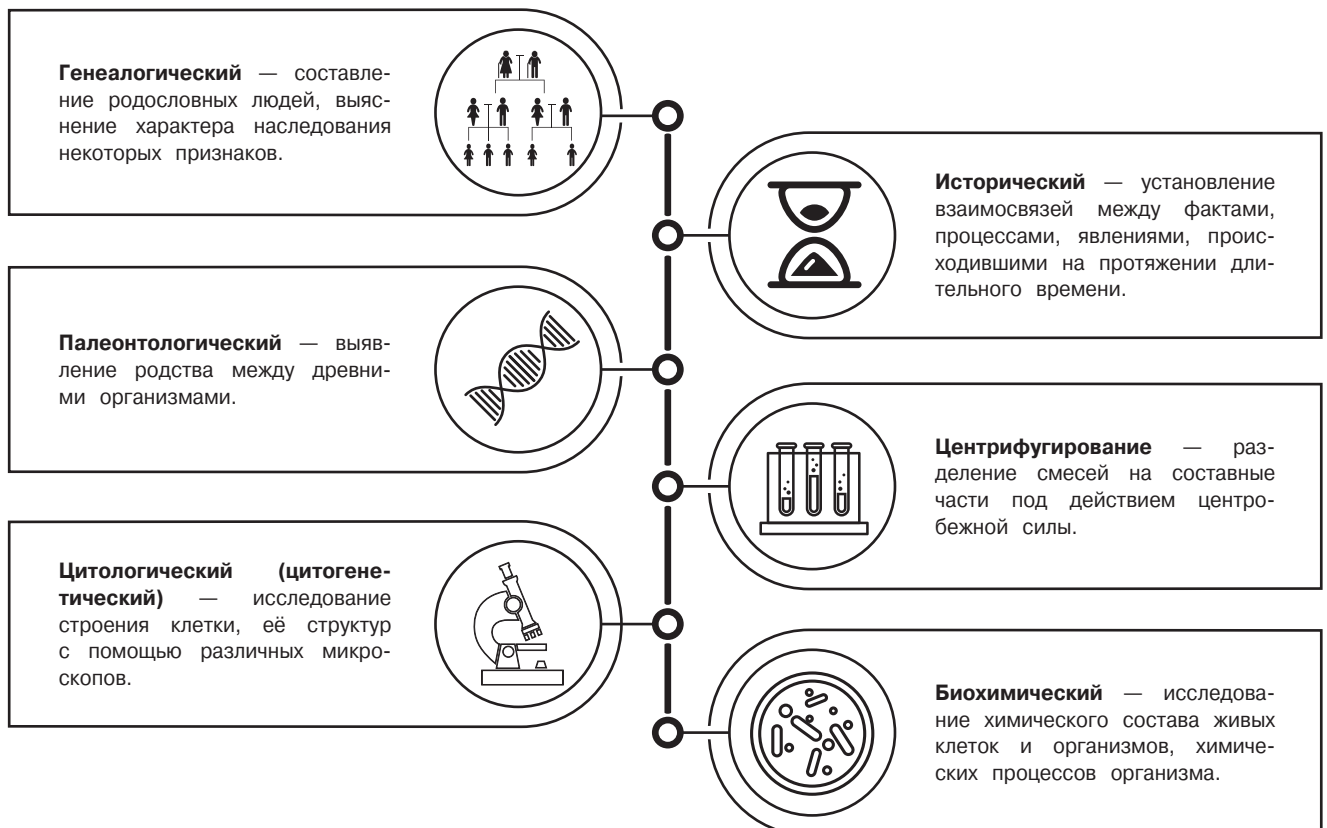 Генеалогический — составле-
ние родословных людей, выяс-
нение характера наследования
некоторых признаков.
Исторический — установление
взаимосвязей между фактами,
процессами, явлениями, проис-
ходившими на протяжении дли-
тельного времени.
Палеонтологический — выяв-
ление родства между древни-
ми организмами.
Центрифугирование — раз-
деление смесей на составные
части под действием центро-
бежной силы.
Цитологический (цитогене-
тический) — исследование
строения клетки, её структур
с помощью различных микро-
скопов.
Биохимический — исследова-
ние химического состава живых
клеток и организмов, химиче-
ских процессов организма.